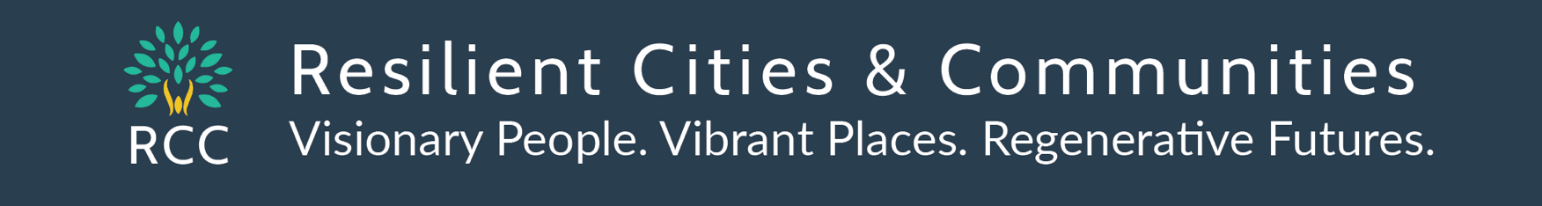 Resilient Cities & Communities
Visionary People. Vibrant Places. Regenerative Futures.
RCC